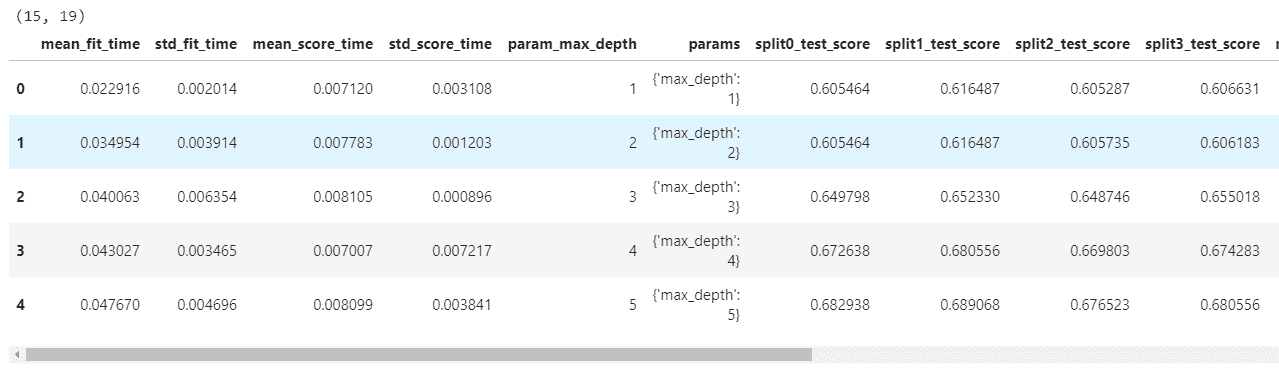 (15, 19)
mean_fit_time std_fit_time mean_score_time std_score_time param_max_depth params split0_test_score split1_test_score split2_test_score split3_test_score
0 0.022916 0.002014 0.007120 0.003108 1 {'max_depth': 1} 0.605464 0.616487 0.605287 0.606631
1 0.034954 0.003914 0.007783 0.001203 2 {'max_depth': 2} 0.605464 0.616487 0.605735 0.606183
2 0.040063 0.006354 0.008105 0.000896 3 {'max_depth': 3} 0.649798 0.652330 0.648746 0.655018
3 0.043027 0.003465 0.007007 0.007217 4 {'max_depth': 4} 0.672638 0.680556 0.669803 0.674283
4 0.047670 0.004696 0.008099 0.003841 5 {'max_depth': 5} 0.682938 0.689068 0.676523 0.680556